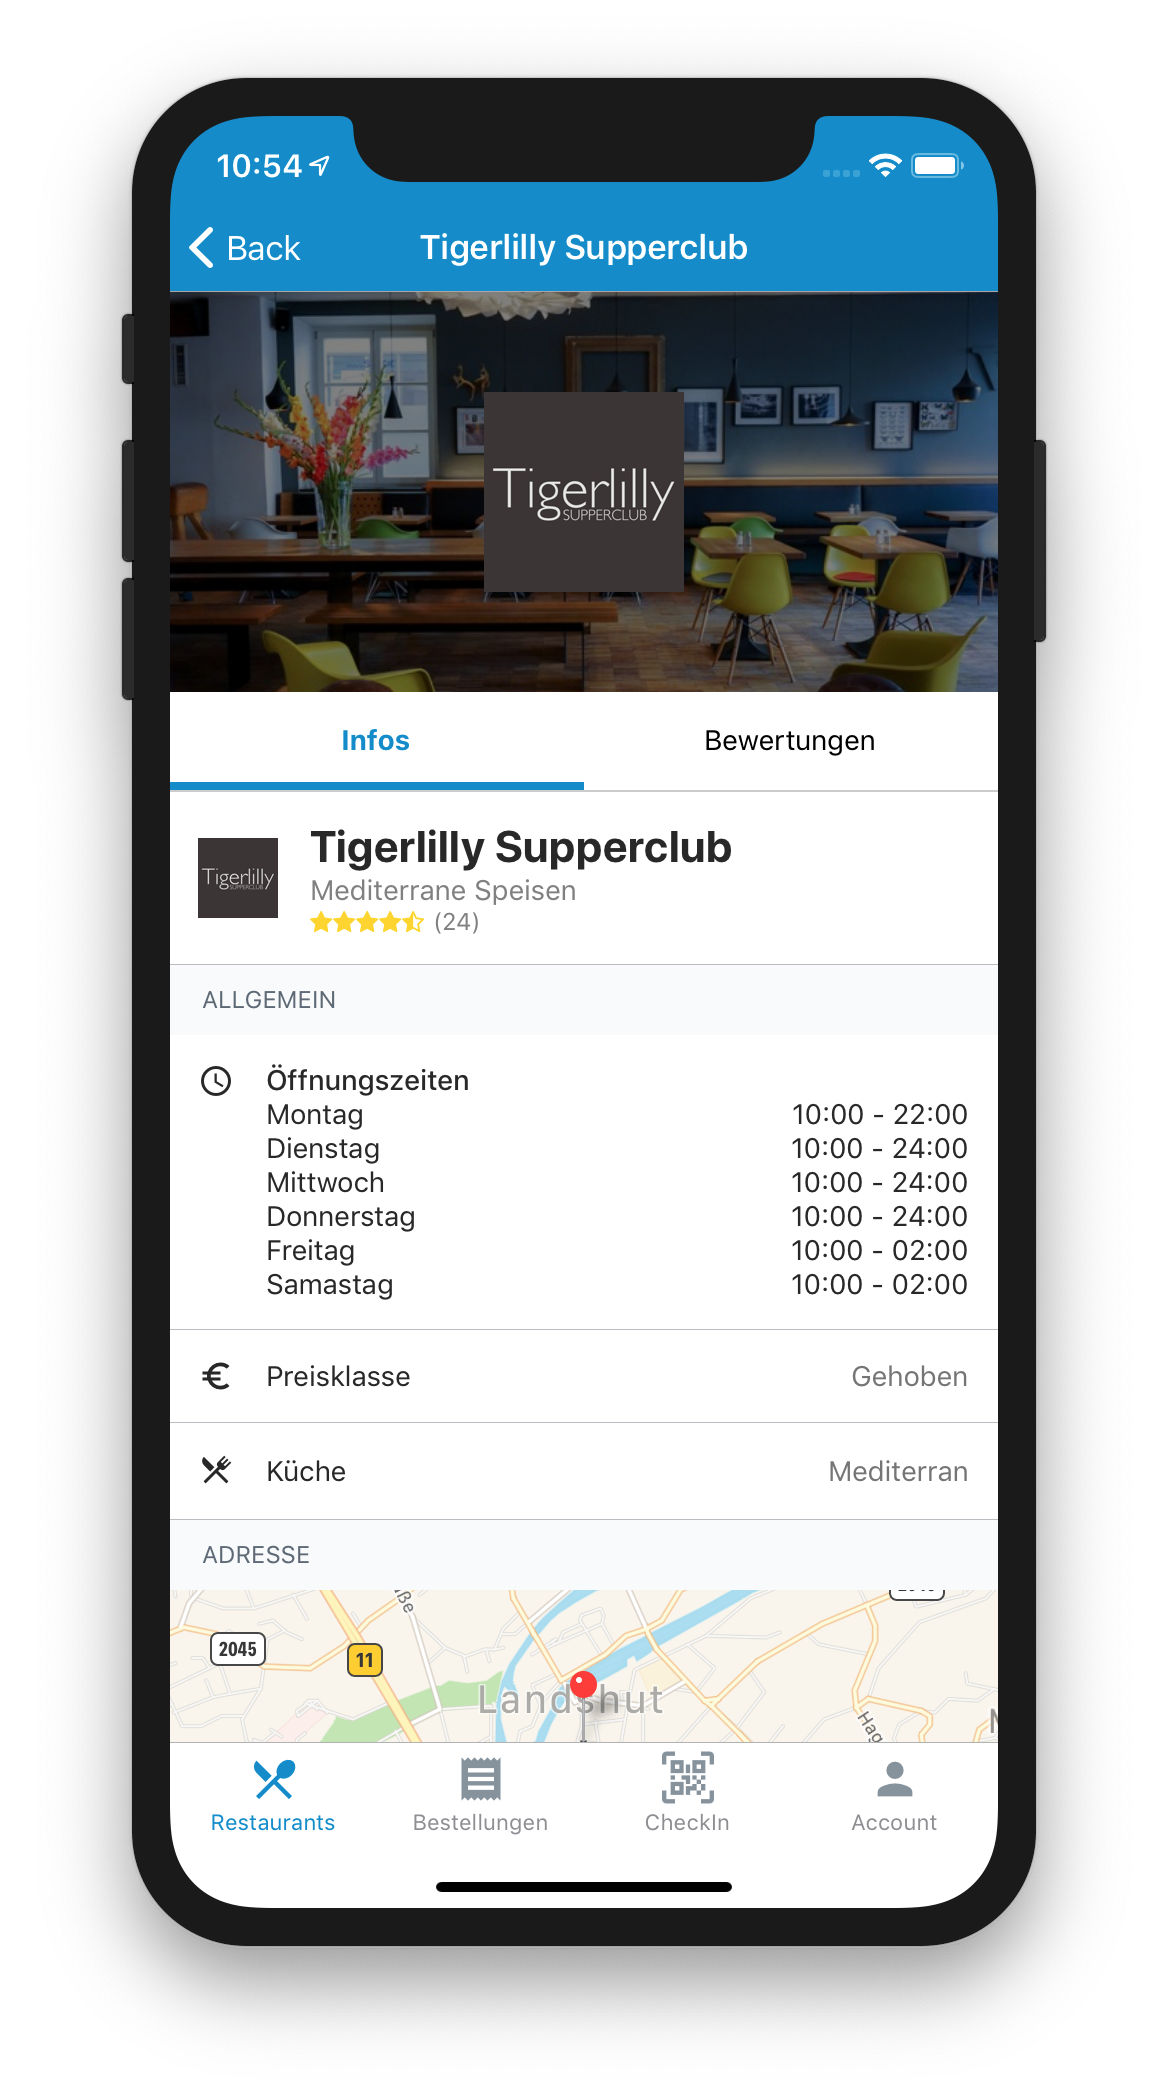 10:54
Back
Tigerlilly Supperclub
Tigerlilly
SUPPERCLUB
Infos
Bewertungen
Tigerlilly
SUPPERCLUB
Tigerlilly Supperclub
Mediterrane Speisen
(24)
ALLGEMEIN
Öffnungszeiten
Montag 10:00 - 22:00
Dienstag 10:00 - 24:00
Mittwoch 10:00 - 24:00
Donnerstag 10:00 - 24:00
Freitag 10:00 - 02:00
Samastag 10:00 - 02:00
€ Preisklasse Gehoben
Küche Mediterran
ADRESSE
2045
11
Landshut
Hag
Restaurants
Bestellungen
CheckIn
Account